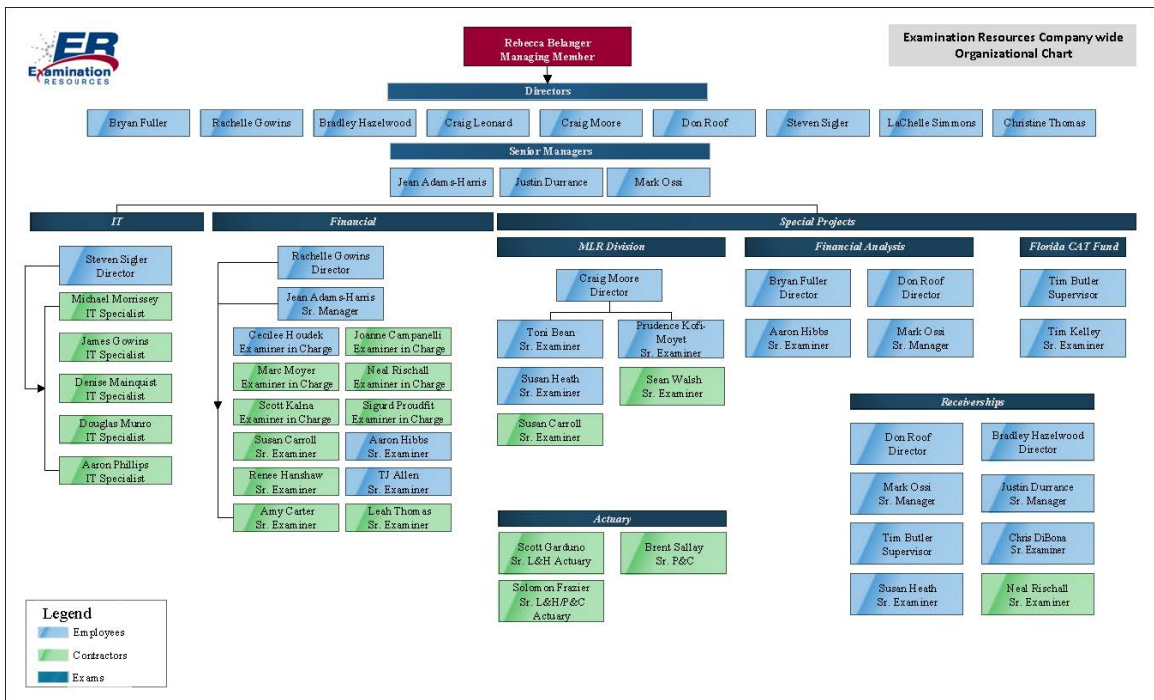 ER
Examination
RESOURCES
Rebecca Belanger
Managing Member
Examination Resources Company wide
Organizational Chart
Directors
Bryan Fuller
Rachelle Gowins
Bradley Hazelwood
Craig Leonard
Craig Moore
Don Roof
Steven Sigler
LaChelle Simmons
Christine Thomas
Senior Managers
Jean Adams-Harris
Justin Durrance
Mark Ossi
IT
Steven Sigler
Director
Michael Morrissey
IT Specialist
James Gowins
IT Specialist
Denise Mainquist
IT Specialist
Douglas Munro
IT Specialist
Aaron Phillips
IT Specialist
Financial
Rachelle Gowins
Director
Jean Adams-Harris
Sr. Manager
Cecilee Houdek
Examiner in Charge
Joanne Campanelli
Examiner in Charge
Marc Moyer
Examiner in Charge
Neal Rischall
Examiner in Charge
Scott Kalna
Examiner in Charge
Sigurd Proudfit
Examiner in Charge
Susan Carroll
Sr. Examiner
Aaron Hibbs
Sr. Examiner
Renee Hanshaw
Sr. Examiner
TJ Allen
Sr. Examiner
Amy Carter
Sr. Examiner
Leah Thomas
Sr. Examiner
Special Projects
MLR Division
Craig Moore
Director
Toni Bean
Sr. Examiner
Prudence Kofi-
Moyet
Sr. Examiner
Susan Heath
Sr. Examiner
Sean Walsh
Sr. Examiner
Susan Carroll
Sr. Examiner
Financial Analysis
Bryan Fuller
Director
Don Roof
Director
Aaron Hibbs
Sr. Examiner
Mark Ossi
Sr. Manager
Florida CAT Fund
Tim Butler
Supervisor
Tim Kelley
Sr. Examiner
Receiverships
Don Roof
Director
Bradley Hazelwood
Director
Mark Ossi
Sr. Manager
Justin Durrance
Sr. Manager
Tim Butler
Supervisor
Chris DiBona
Sr. Examiner
Susan Heath
Sr. Examiner
Neal Rischall
Sr. Examiner
Actuary
Scott Garduno
Sr. L&H Actuary
Brent Sallay
Sr. P&C
Solomon Frazier
Sr. L&H/P&C
Actuary
Legend
Employees
Contractors
Exams